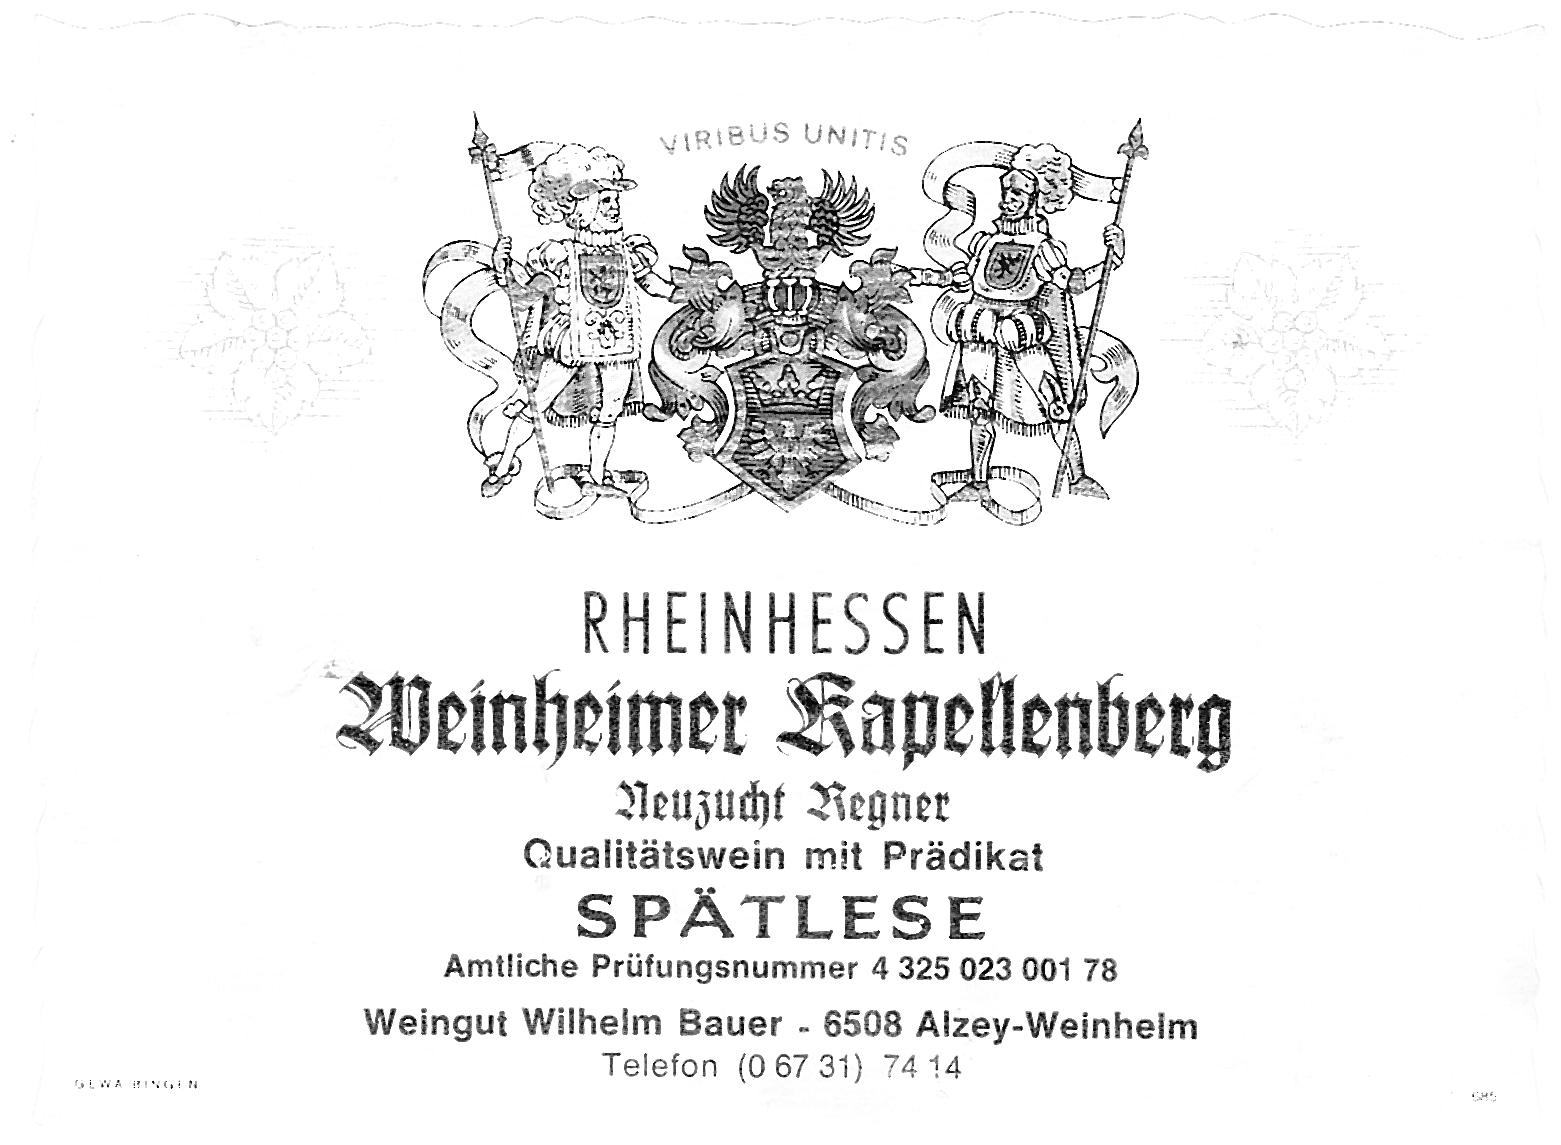 VIRIBUS UNITIS
RHEINHESSEN
Weinheimer Kapellenberg
Neuzucht Regner
Qualitätswein mit Prädikat
SPÄTLESE
Amtliche Prüfungsnummer 4 325 023 001 78
Weingut Wilhelm Bauer - 6508 Alzey-Weinheim
Telefon (0 67 31) 74 14
GEWA BINGEN
685